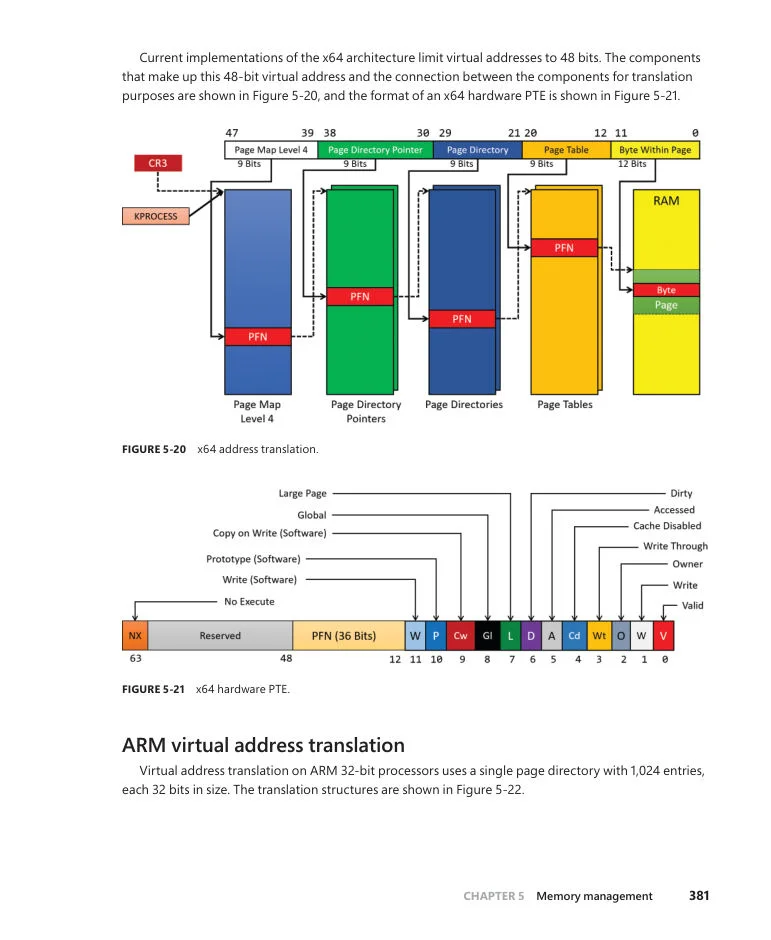 Current implementations of the x64 architecture limit virtual addresses to 48 bits. The components
that make up this 48-bit virtual address and the connection between the components for translation
purposes are shown in Figure 5-20, and the format of an x64 hardware PTE is shown in Figure 5-21.
47 39 38 30 29 21 20 12 11 0
Page Map Level 4 Page Directory Pointer Page Directory Page Table Byte Within Page
9 Bits 9 Bits 9 Bits 9 Bits 12 Bits
CR3
KPROCESS
RAM
PFN
PFN
PFN
PFN
Byte
Page
Page Map
Level 4
Page Directory
Pointers
Page Directories
Page Tables
FIGURE 5-20 x64 address translation.
Large Page
Global
Copy on Write (Software)
Prototype (Software)
Write (Software)
No Execute
Dirty
Accessed
Cache Disabled
Write Through
Owner
Write
Valid
NX Reserved PFN (36 Bits) W P Cw Gl L D A Cd Wt O W V
63 48 12 11 10 9 8 7 6 5 4 3 2 1 0
FIGURE 5-21 x64 hardware PTE.
ARM virtual address translation
Virtual address translation on ARM 32-bit processors uses a single page directory with 1,024 entries,
each 32 bits in size. The translation structures are shown in Figure 5-22.
CHAPTER 5 Memory management 381